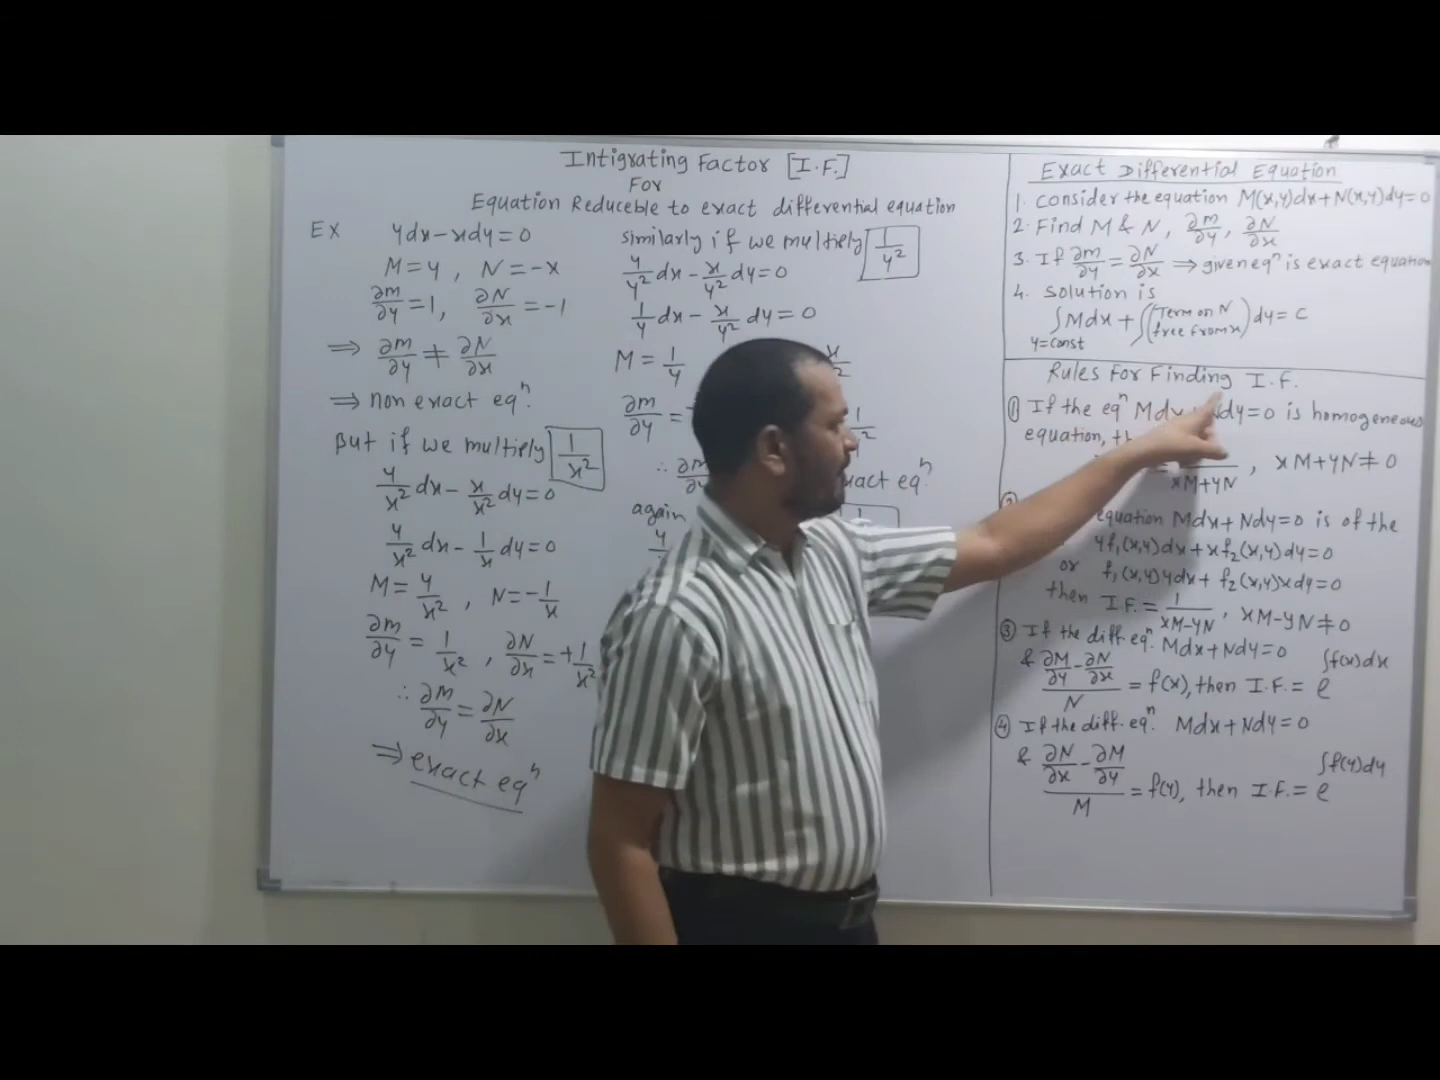 Intigrating Factor [I.F.]
For
Equation Reduceble to exact differential equation
EX ydx-xdy=0
M=y, N=-x
∂m/∂y=1, ∂N/∂x=-1
⇒ ∂m/∂y≠∂N/∂x
⇒ non exact eqⁿ.
But if we multiply 1/x²
y/x² dx - x/x² dy=0
y/x² dx - 1/x dy=0
M=y/x², N=-1/x
∂m/∂y=1/x², ∂N/∂x=+1/x²
∴ ∂m/∂y=∂N/∂x
⇒ exact eqⁿ
similarly if we multiply 1/y²
y/y² dx - x/y² dy=0
1/y dx - x/y² dy=0
M=1/y
∂m/∂y=
∴ ∂m
eqⁿ.
again
Exact Differential Equation
1. consider the equation M(x,y)dx+N(x,y)dy=0
2. Find M & N, ∂m/∂y, ∂N/∂x
3. If ∂m/∂y=∂N/∂x ⇒ given eqⁿ is exact equation
4. Solution is
∫Mdx+∫(Term on N free from x)dy=c
y=const
Rules For Finding I.F.
① If the eqⁿ Mdx+Ndy=0 is homogeneous
equation,
xM+yN, xM+yN≠0
equation Mdx+Ndy=0 is of the
yf₁(x,y)dx+xf₂(x,y)dy=0
or f₁(x,y)ydx+f₂(x,y)xdy=0
then I.F.=1/(xM-yN), xM-yN≠0
③ If the diff.eqⁿ. Mdx+Ndy=0
& (∂M/∂y-∂N/∂x)/N=f(x), then I.F.=e^∫f(x)dx
④ If the diff.eqⁿ. Mdx+Ndy=0
& (∂N/∂x-∂M/∂y)/M=f(y), then I.F.=e^∫f(y)dy